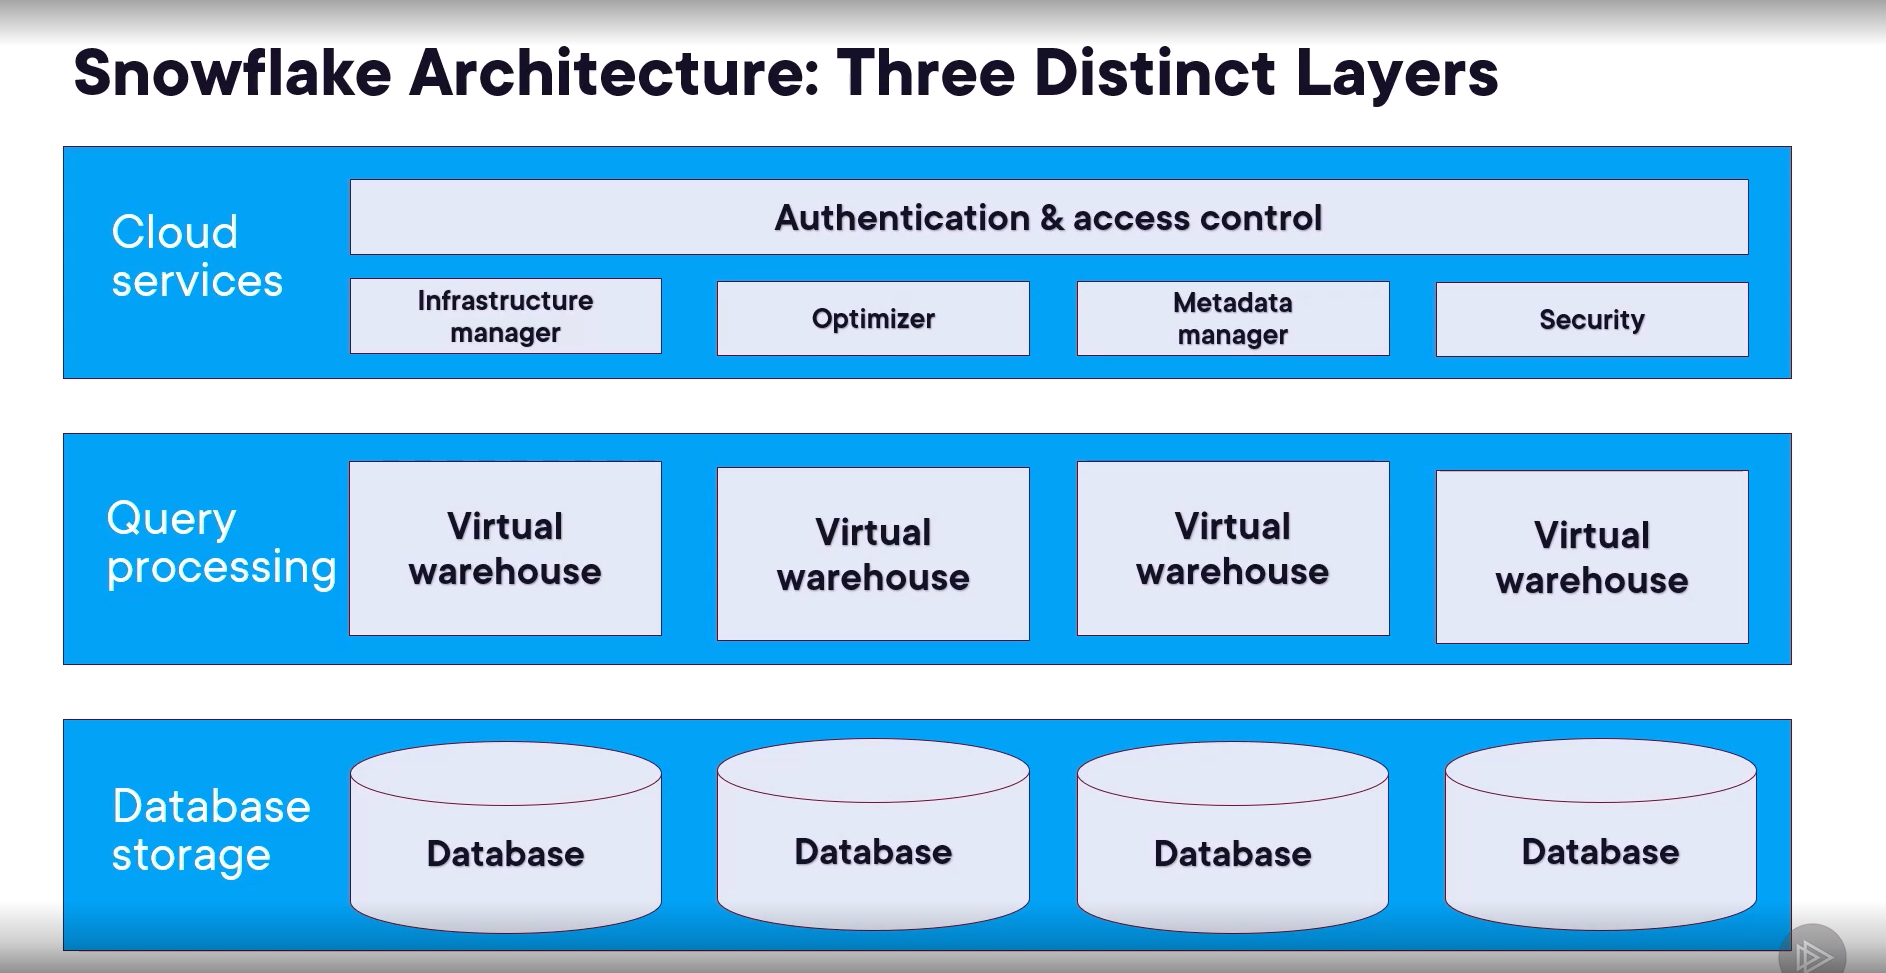 Snowflake Architecture: Three Distinct Layers
Cloud
services
Authentication & access control
Infrastructure
manager
Optimizer
Metadata
manager
Security
Query
processing
Virtual
warehouse
Virtual
warehouse
Virtual
warehouse
Virtual
warehouse
Database
storage
Database
Database
Database
Database